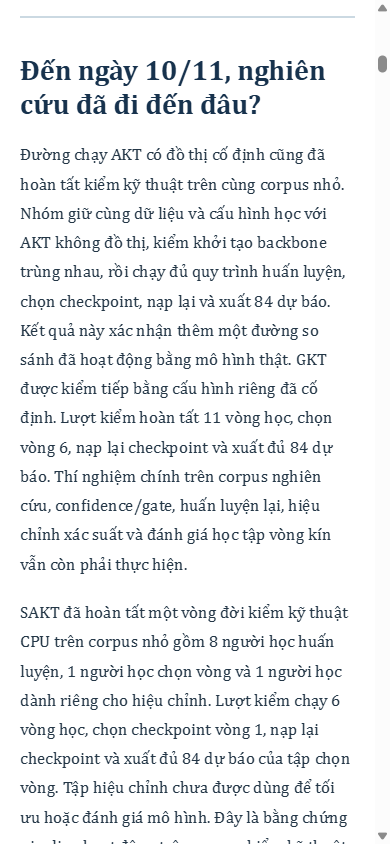 Đến ngày 10/11, nghiên
cứu đã đi đến đâu?
Đường chạy AKT có đồ thị cố định cũng đã
hoàn tất kiểm kỹ thuật trên cùng corpus nhỏ.
Nhóm giữ cùng dữ liệu và cấu hình học với
AKT không đồ thị, kiểm khởi tạo backbone
trùng nhau, rồi chạy đủ quy trình huấn luyện,
chọn checkpoint, nạp lại và xuất 84 dự báo.
Kết quả này xác nhận thêm một đường so
sánh đã hoạt động bằng mô hình thật. GKT
được kiểm tiếp bằng cấu hình riêng đã cố
định. Lượt kiểm hoàn tất 11 vòng học, chọn
vòng 6, nạp lại checkpoint và xuất đủ 84 dự
báo. Thí nghiệm chính trên corpus nghiên
cứu, confidence/gate, huấn luyện lại, hiệu
chỉnh xác suất và đánh giá học tập vòng kín
vẫn còn phải thực hiện.
SAKT đã hoàn tất một vòng đời kiểm kỹ thuật
CPU trên corpus nhỏ gồm 8 người học huấn
luyện, 1 người học chọn vòng và 1 người học
dành riêng cho hiệu chỉnh. Lượt kiểm chạy 6
vòng học, chọn checkpoint vòng 1, nạp lại
checkpoint và xuất đủ 84 dự báo của tập chọn
vòng. Tập hiệu chỉnh chưa được dùng để tối
ưu hoặc đánh giá mô hình. Đây là bằng chứng